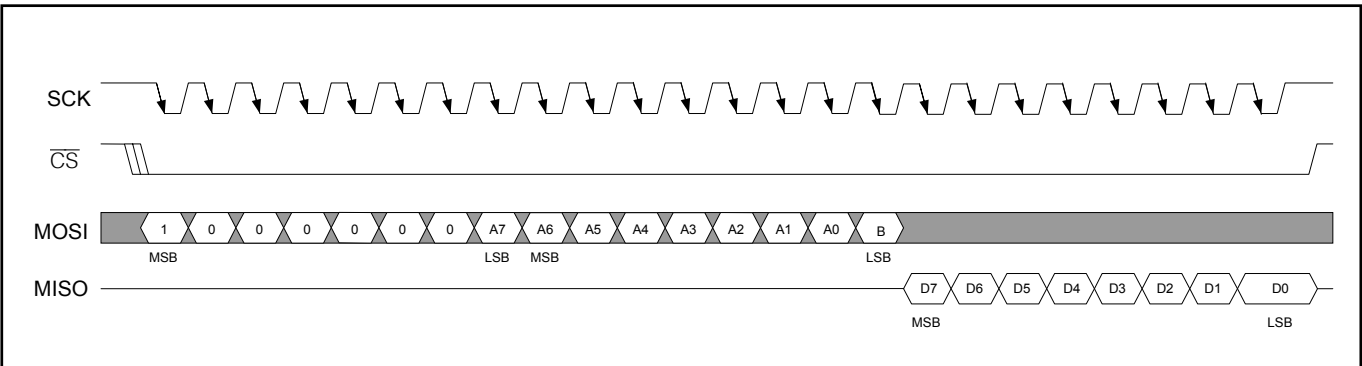 SCK
C̅S̅
MOSI 1 0 0 0 0 0 0 A7 A6 A5 A4 A3 A2 A1 A0 B
MSB LSB MSB LSB
MISO D7 D6 D5 D4 D3 D2 D1 D0
MSB LSB